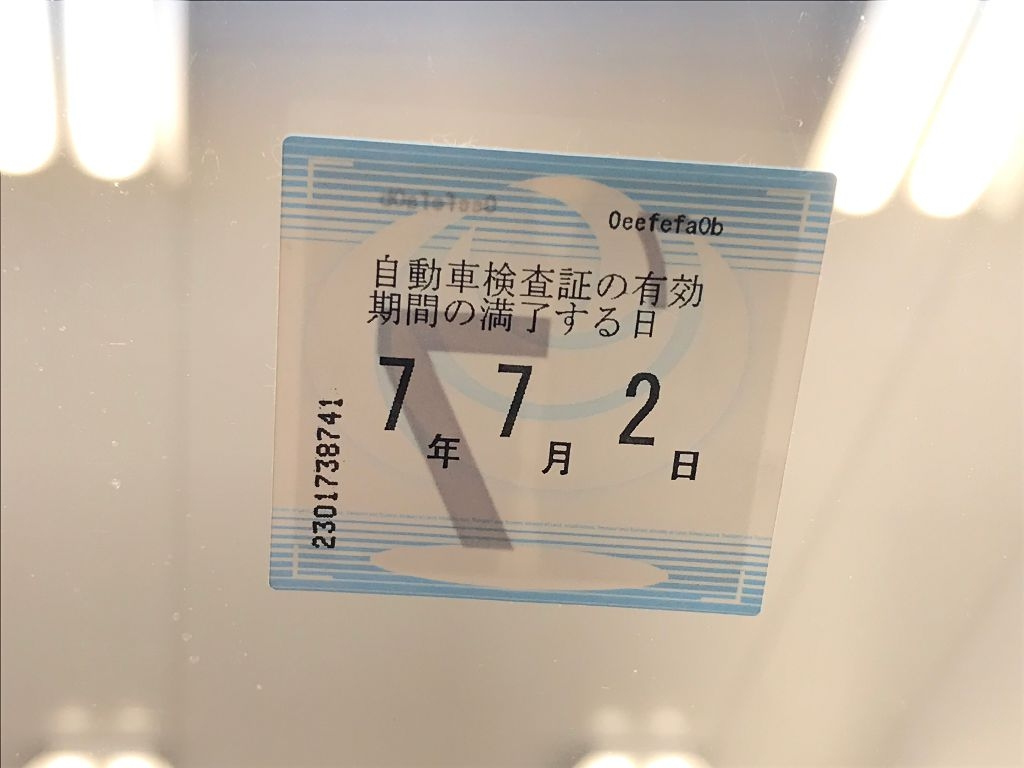 0eefefa0b
自動車検査証の有効
期間の満了する日
7年 7月 2日
2301738741
7